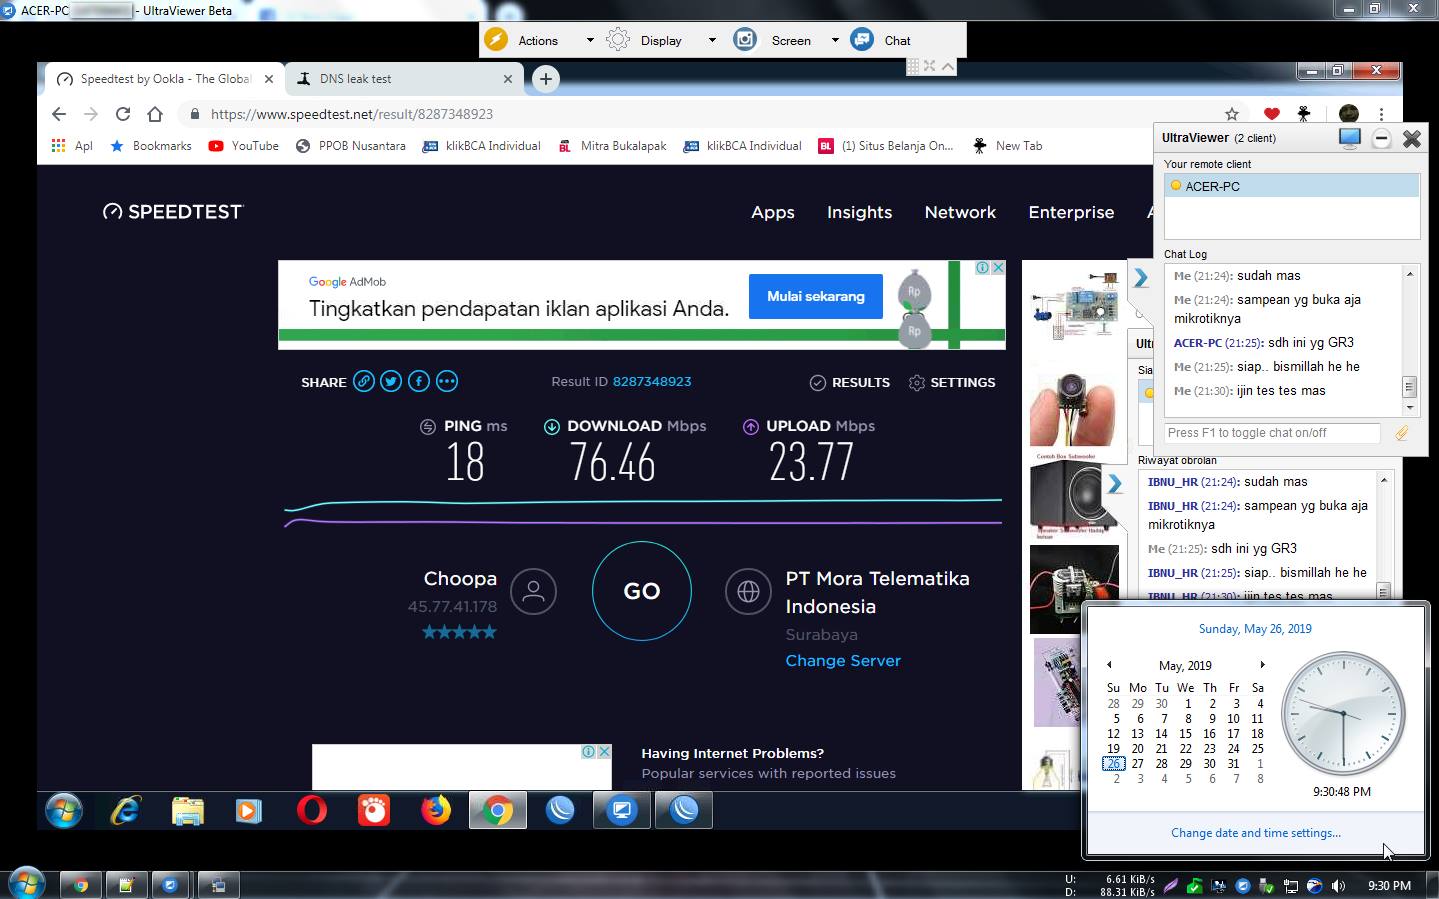 ACER-PC - UltraViewer Beta
Actions
Display
Screen
Chat
Speedtest by Ookla - The Global
DNS leak test
https://www.speedtest.net/result/8287348923
Apl
Bookmarks
YouTube
PPOB Nusantara
klikBCA Individual
BL Mitra Bukalapak
klikBCA Individual
BL (1) Situs Belanja On...
New Tab
SPEEDTEST
Apps
Insights
Network
Enterprise
Google AdMob
Tingkatkan pendapatan iklan aplikasi Anda.
Mulai sekarang
Rp
Rp
SHARE
Result ID 8287348923
RESULTS
SETTINGS
PING ms
18
DOWNLOAD Mbps
76.46
UPLOAD Mbps
23.77
Choopa
45.77.41.178
GO
PT Mora Telematika
Indonesia
Surabaya
Change Server
Having Internet Problems?
Popular services with reported issues
Contoh Box Subwoofer
UltraViewer (2 client)
Your remote client
ACER-PC
Chat Log
Me (21:24): sudah mas
Me (21:24): sampean yg buka aja
mikrotiknya
ACER-PC (21:25): sdh ini yg GR3
Me (21:25): siap.. bismillah he he
Me (21:30): ijin tes tes mas
Press F1 to toggle chat on/off
Riwayat obrolan
IBNU_HR (21:24): sudah mas
IBNU_HR (21:24): sampean yg buka aja
mikrotiknya
Me (21:25): sdh ini yg GR3
IBNU_HR (21:25): siap.. bismillah he he
IBNU_HR (21:30): ijin tes tes mas
Sunday, May 26, 2019
May, 2019
Su Mo Tu We Th Fr Sa
28 29 30 1 2 3 4
5 6 7 8 9 10 11
12 13 14 15 16 17 18
19 20 21 22 23 24 25
26 27 28 29 30 31 1
2 3 4 5 6 7 8
9:30:48 PM
Change date and time settings...
U: 6.61 KiB/s
D: 88.31 KiB/s
9:30 PM